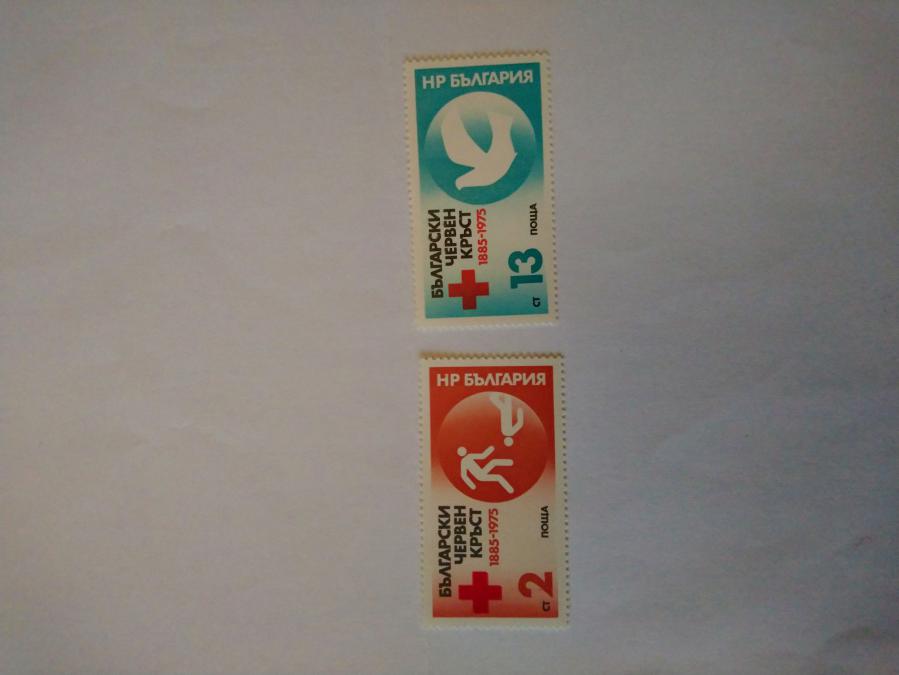 НР БЪЛГАРИЯ
БЪЛГАРСКИ
ЧЕРВЕН
КРЪСТ
1885-1975
13 СТ
ПОЩА
НР БЪЛГАРИЯ
БЪЛГАРСКИ
ЧЕРВЕН
КРЪСТ
1885-1975
2 СТ
ПОЩА